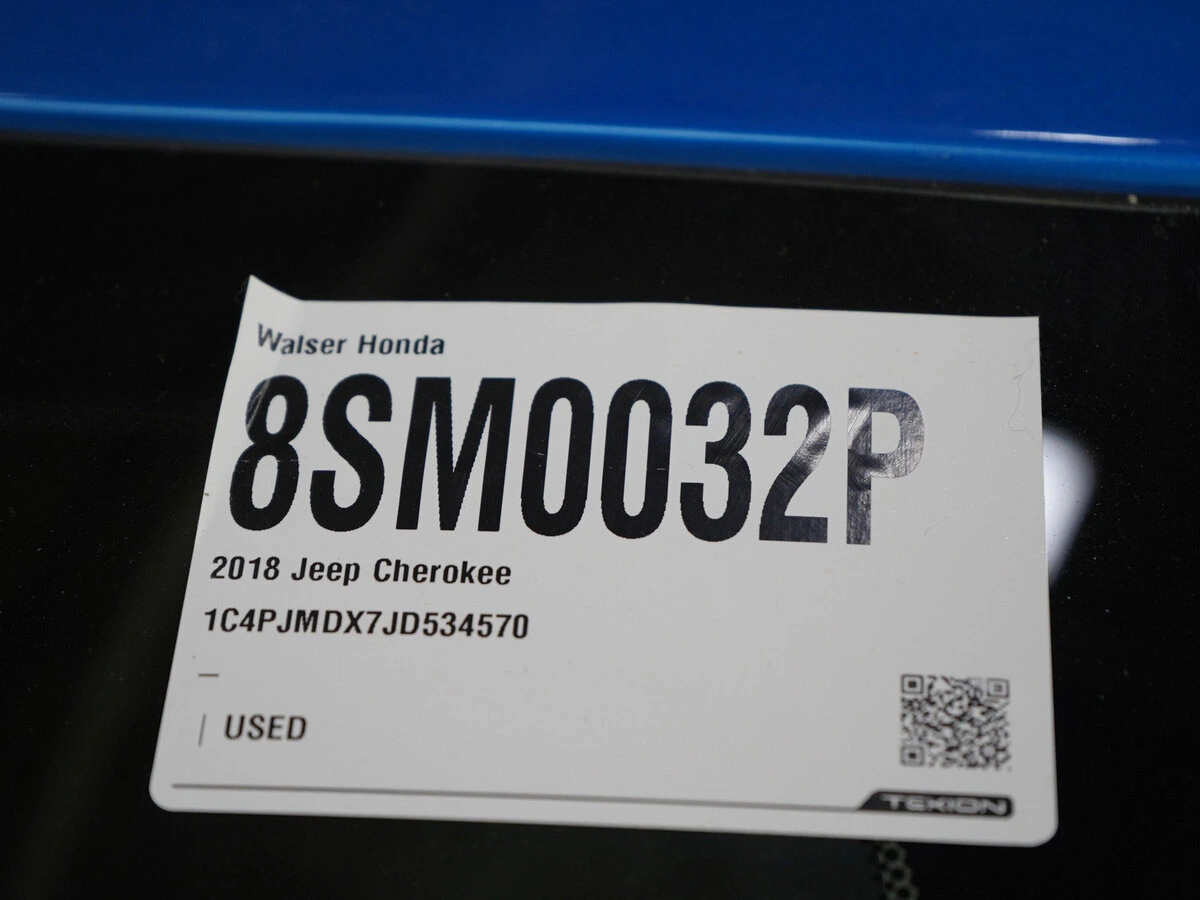 Walser Honda
8SM0032P
2018 Jeep Cherokee
1C4PJMDX7JD534570
–
| USED
TEKION